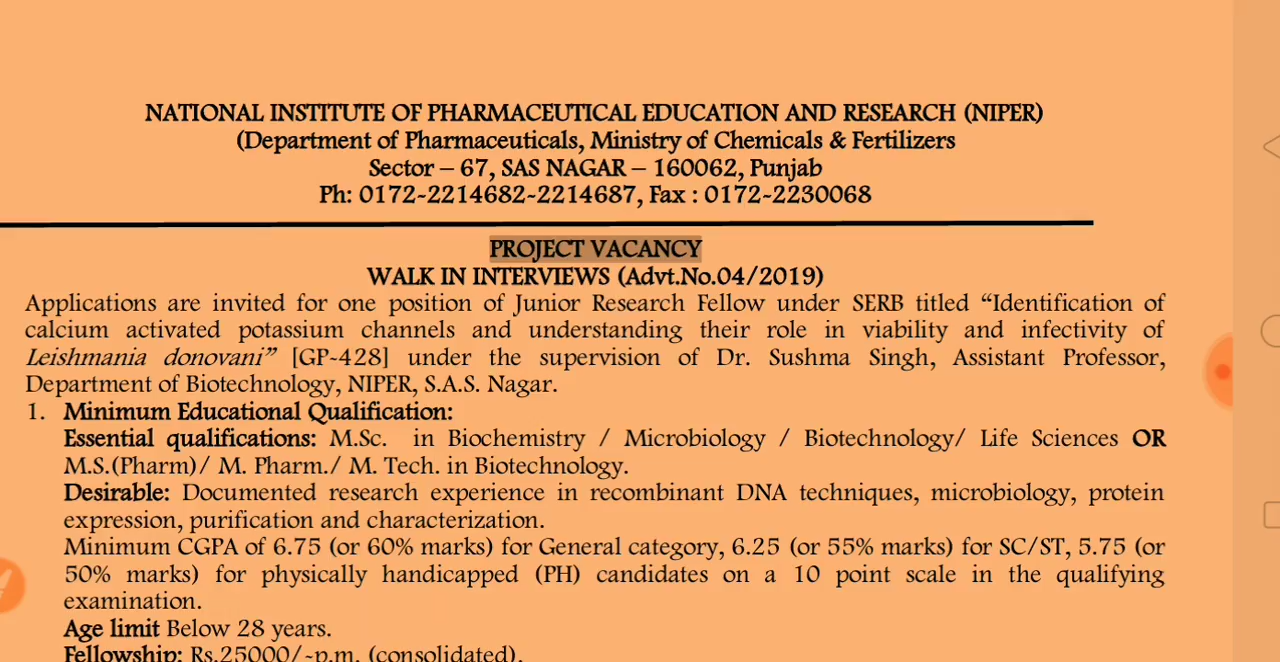 NATIONAL INSTITUTE OF PHARMACEUTICAL EDUCATION AND RESEARCH (NIPER)
(Department of Pharmaceuticals, Ministry of Chemicals & Fertilizers
Sector – 67, SAS NAGAR – 160062, Punjab
Ph: 0172-2214682-2214687, Fax : 0172-2230068
PROJECT VACANCY
WALK IN INTERVIEWS (Advt.No.04/2019)
Applications are invited for one position of Junior Research Fellow under SERB titled “Identification of
calcium activated potassium channels and understanding their role in viability and infectivity of
Leishmania donovani” [GP-428] under the supervision of Dr. Sushma Singh, Assistant Professor,
Department of Biotechnology, NIPER, S.A.S. Nagar.
1. Minimum Educational Qualification:
Essential qualifications: M.Sc. in Biochemistry / Microbiology / Biotechnology/ Life Sciences OR
M.S.(Pharm)/ M. Pharm./ M. Tech. in Biotechnology.
Desirable: Documented research experience in recombinant DNA techniques, microbiology, protein
expression, purification and characterization.
Minimum CGPA of 6.75 (or 60% marks) for General category, 6.25 (or 55% marks) for SC/ST, 5.75 (or
50% marks) for physically handicapped (PH) candidates on a 10 point scale in the qualifying
examination.
Age limit Below 28 years.
Fellowship: Rs.25000/-p.m. (consolidated).